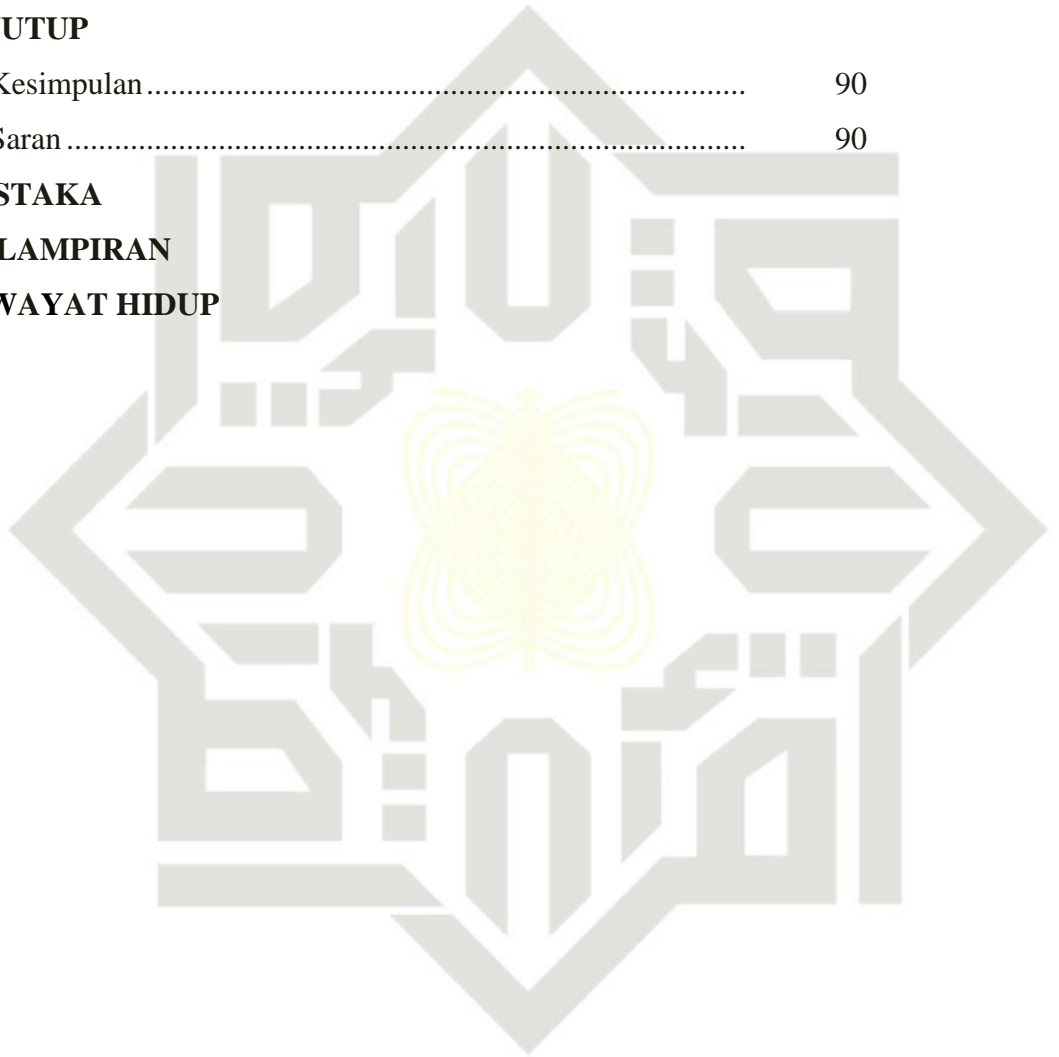 UTUP
Kesimpulan........................................................................... 90
Saran..................................................................................... 90
STAKA
LAMPIRAN
WAYAT HIDUP